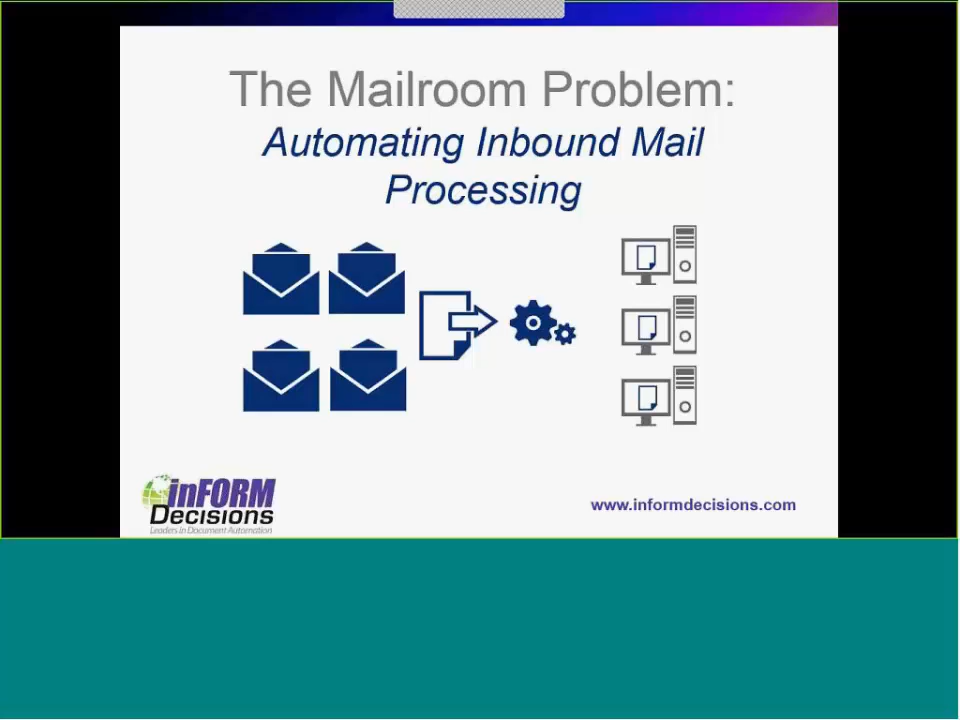 The Mailroom Problem:
Automating Inbound Mail
Processing
inFORM
Decisions
Leaders in Document Automation
www.informdecisions.com